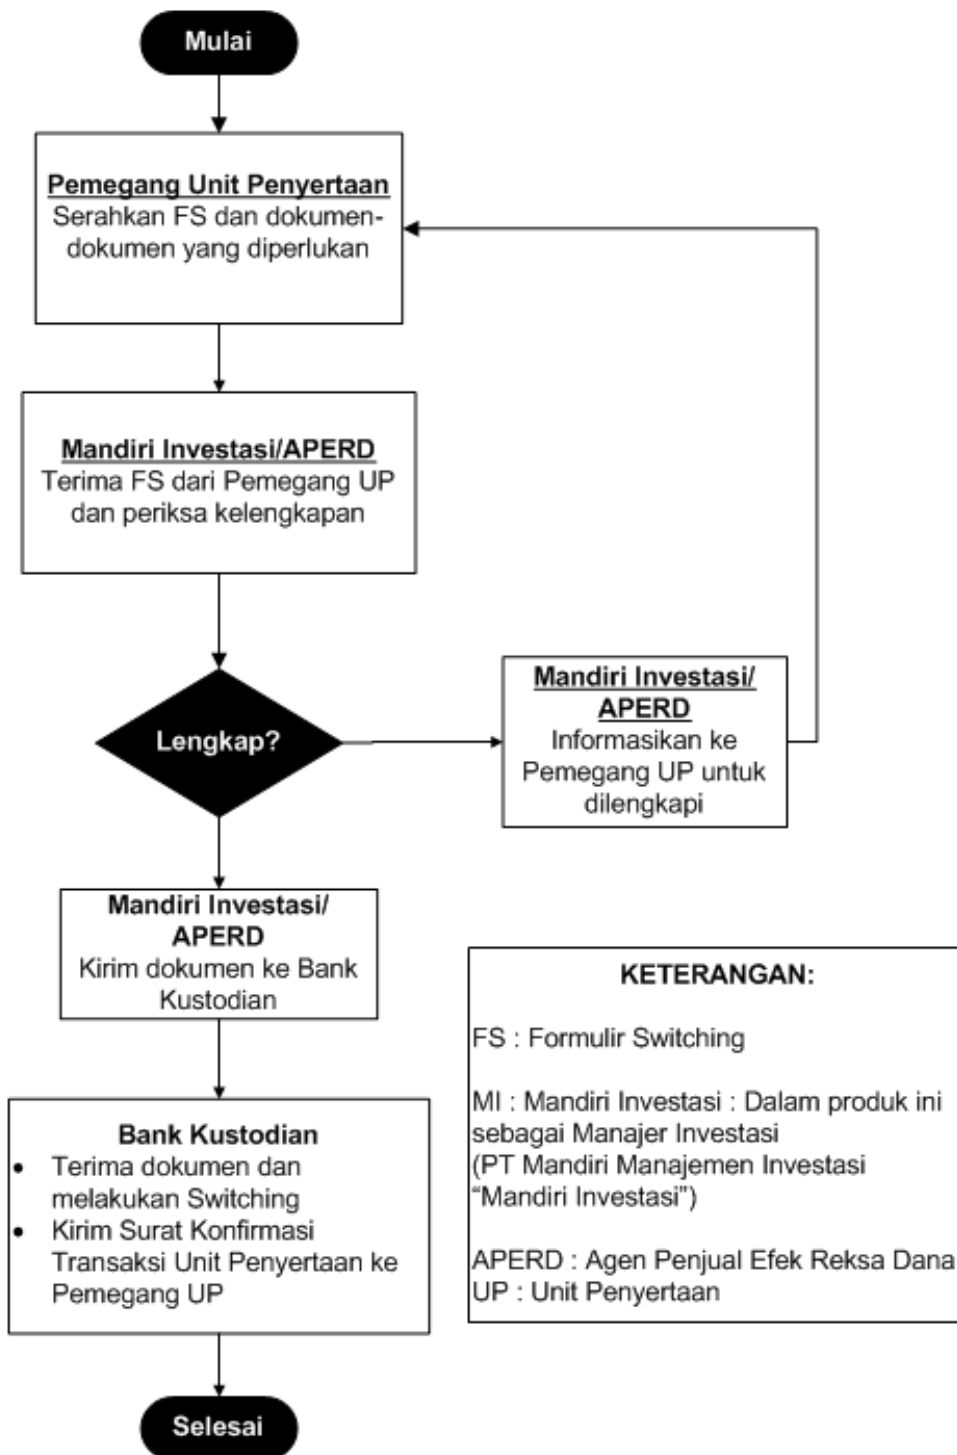 Mulai
Pemegang Unit Penyertaan
Serahkan FS dan dokumen-
dokumen yang diperlukan
Mandiri Investasi/APERD
Terima FS dari Pemegang UP
dan periksa kelengkapan
Lengkap?
Mandiri Investasi/
APERD
Informasikan ke
Pemegang UP untuk
dilengkapi
Mandiri Investasi/
APERD
Kirim dokumen ke Bank
Kustodian
Bank Kustodian
• Terima dokumen dan
melakukan Switching
• Kirim Surat Konfirmasi
Transaksi Unit Penyertaan ke
Pemegang UP
Selesai
KETERANGAN:
FS : Formulir Switching
MI : Mandiri Investasi : Dalam produk ini
sebagai Manajer Investasi
(PT Mandiri Manajemen Investasi
“Mandiri Investasi”)
APERD : Agen Penjual Efek Reksa Dana
UP : Unit Penyertaan